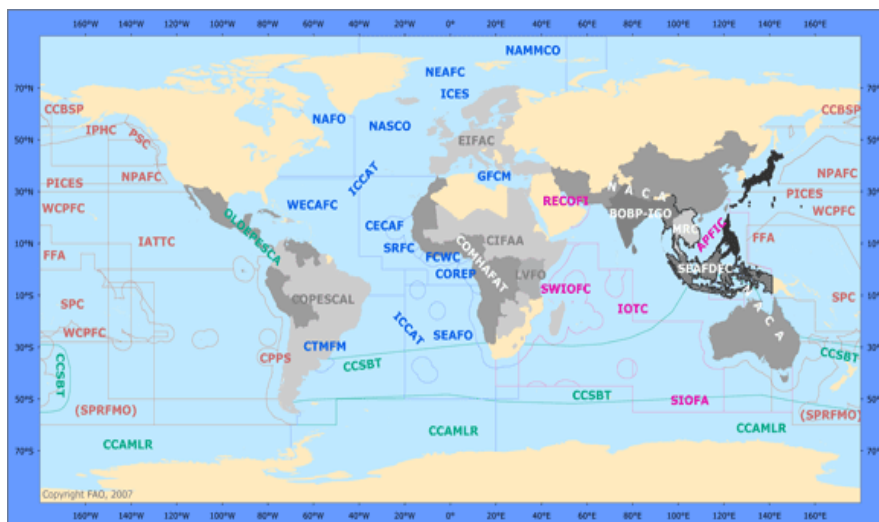 160°W 140°W 120°W 100°W 80°W 60°W 40°W 20°W 0° 20°E 40°E 60°E 80°E 100°E 120°E 140°E 160°E
NAMMCO
NEAFC
70°N 70°N
ICES
CCBSP CCBSP
NAFO
IPHC
PSC
NASCO
50°N 50°N
EIFAC
NPAFC NPAFC
GFCM
ICCAT
PICES PICES
N A C A
30°N 30°N
RECOFI
WECAFC
WCPFC WCPFC
BOBP-IGO
OLDEPESCA
CECAF
MRC
APFIC
IATTC
SRFC
CIFAA
FFA FFA
10°N 10°N
FCWC
COMHAFAT
COREP
LVFO
SEAFDEC
SWIOFC
N A C A
10°S 10°S
COPESCAL
SPC SPC
IOTC
ICCAT
WCPFC
SEAFO
CTMFM
30°S 30°S
CPPS
CCSBT
CCSBT
CCSBT
CCSBT
SIOFA
50°S 50°S
(SPRFMO) (SPRFMO)
CCAMLR CCAMLR CCAMLR
70°S 70°S
Copyright FAO, 2007
160°W 140°W 120°W 100°W 80°W 60°W 40°W 20°W 0° 20°E 40°E 60°E 80°E 100°E 120°E 140°E 160°E